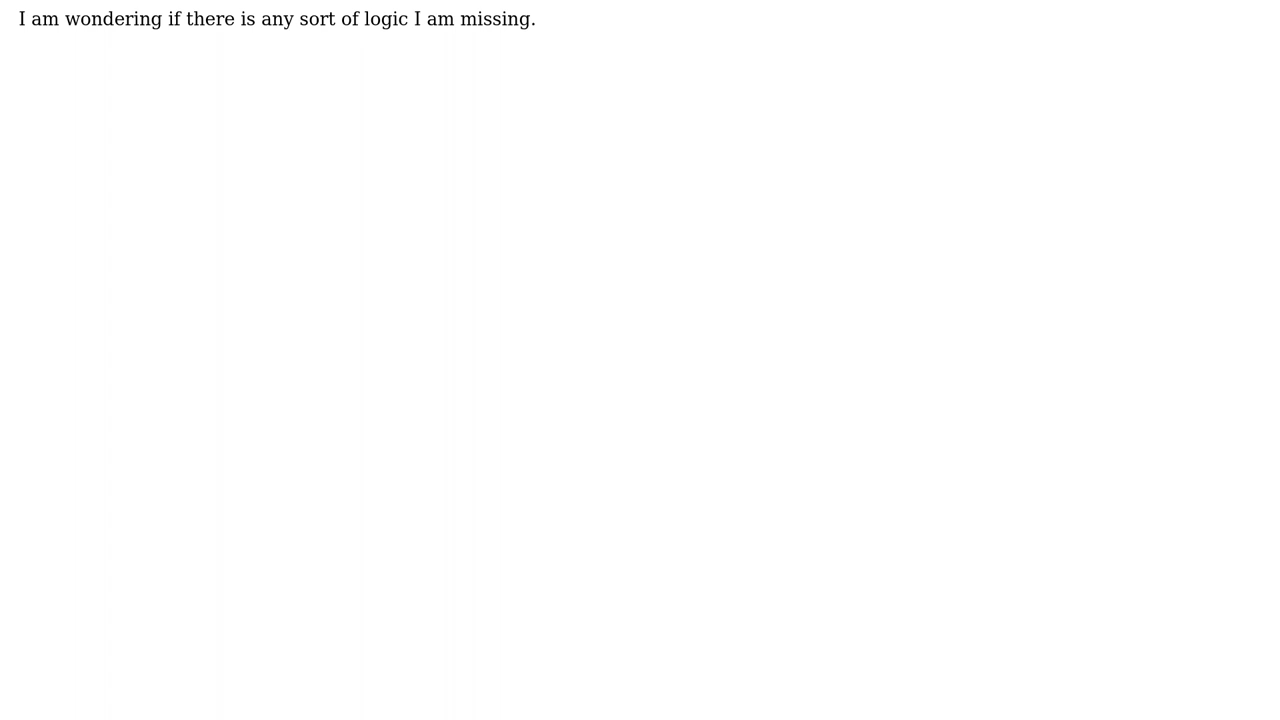 I am wondering if there is any sort of logic I am missing.